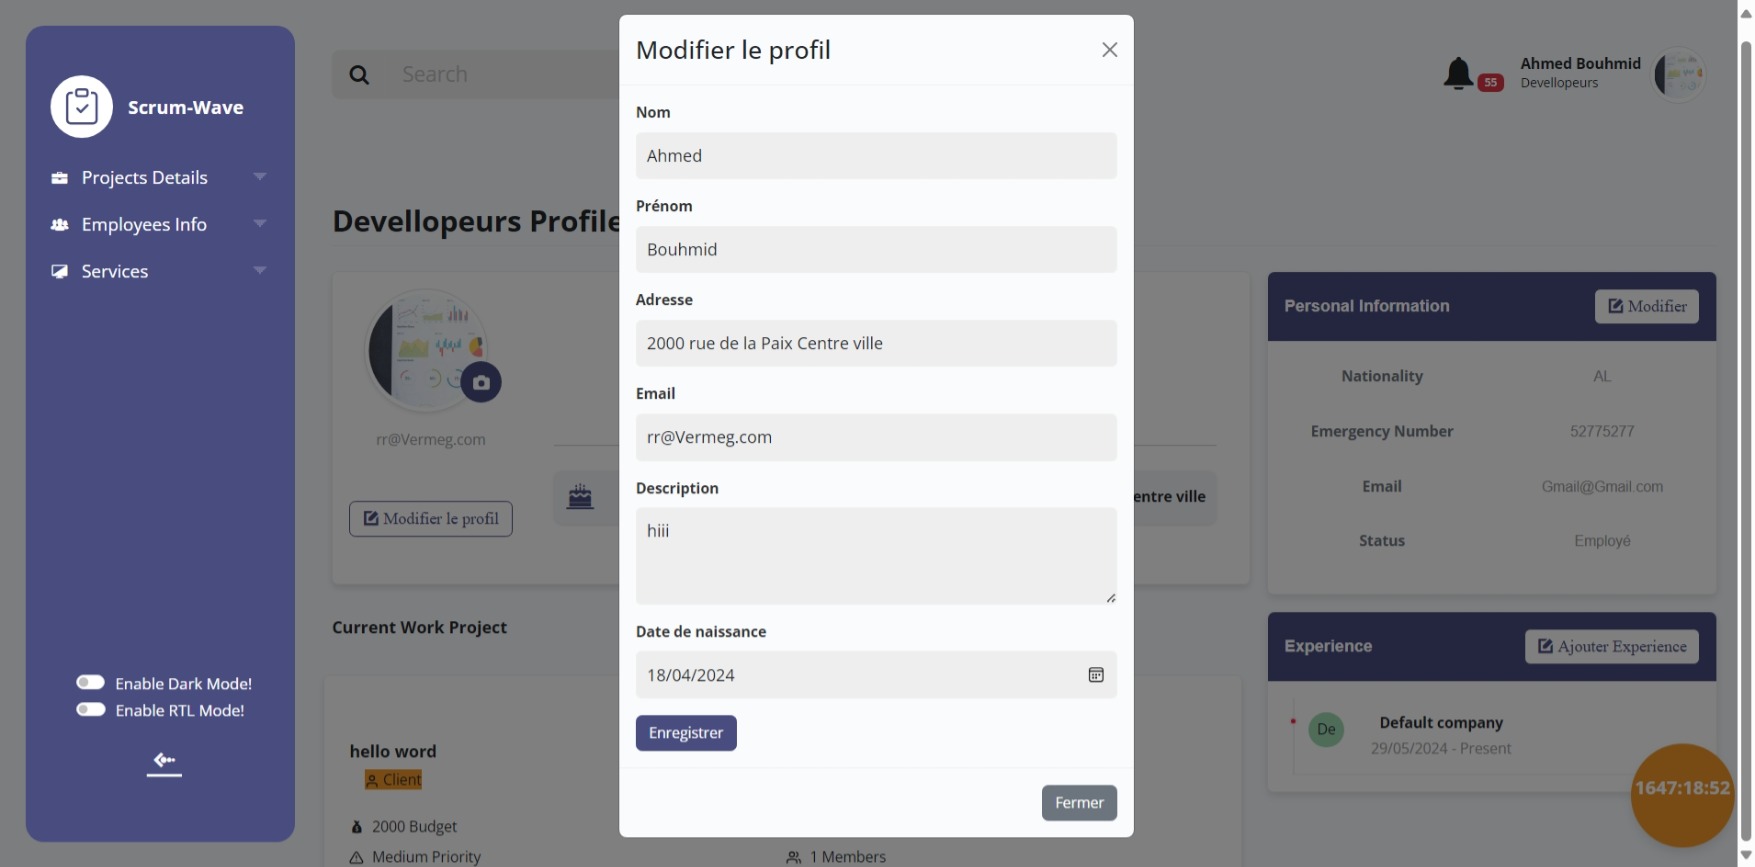 Scrum-Wave
Projects Details
Employees Info
Services
Enable Dark Mode!
Enable RTL Mode!
Search
55
Ahmed Bouhmid
Devellopeurs
Devellopeurs Profile
rr@Vermeg.com
Modifier le profil
entre ville
Current Work Project
hello word
Client
2000 Budget
Medium Priority
1 Members
Modifier le profil
Nom
Ahmed
Prénom
Bouhmid
Adresse
2000 rue de la Paix Centre ville
Email
rr@Vermeg.com
Description
hiii
Date de naissance
18/04/2024
Enregistrer
Fermer
Personal Information
Modifier
Nationality AL
Emergency Number 52775277
Email Gmail@Gmail.com
Status Employé
Experience
Ajouter Experience
De
Default company
29/05/2024 - Present
1647:18:52